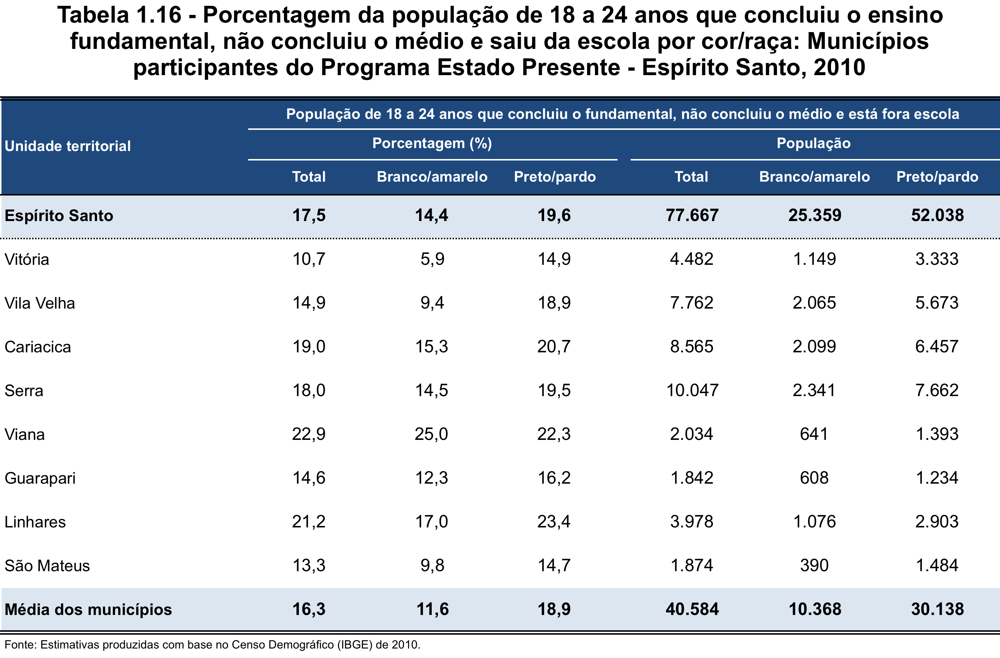 Tabela 1.16 - Porcentagem da população de 18 a 24 anos que concluiu o ensino
fundamental, não concluiu o médio e saiu da escola por cor/raça: Municípios
participantes do Programa Estado Presente - Espírito Santo, 2010
População de 18 a 24 anos que concluiu o fundamental, não concluiu o médio e está fora escola
Unidade territorial
Porcentagem (%) População
Total Branco/amarelo Preto/pardo Total Branco/amarelo Preto/pardo
Espírito Santo 17,5 14,4 19,6 77.667 25.359 52.038
Vitória 10,7 5,9 14,9 4.482 1.149 3.333
Vila Velha 14,9 9,4 18,9 7.762 2.065 5.673
Cariacica 19,0 15,3 20,7 8.565 2.099 6.457
Serra 18,0 14,5 19,5 10.047 2.341 7.662
Viana 22,9 25,0 22,3 2.034 641 1.393
Guarapari 14,6 12,3 16,2 1.842 608 1.234
Linhares 21,2 17,0 23,4 3.978 1.076 2.903
São Mateus 13,3 9,8 14,7 1.874 390 1.484
Média dos municípios 16,3 11,6 18,9 40.584 10.368 30.138
Fonte: Estimativas produzidas com base no Censo Demográfico (IBGE) de 2010.